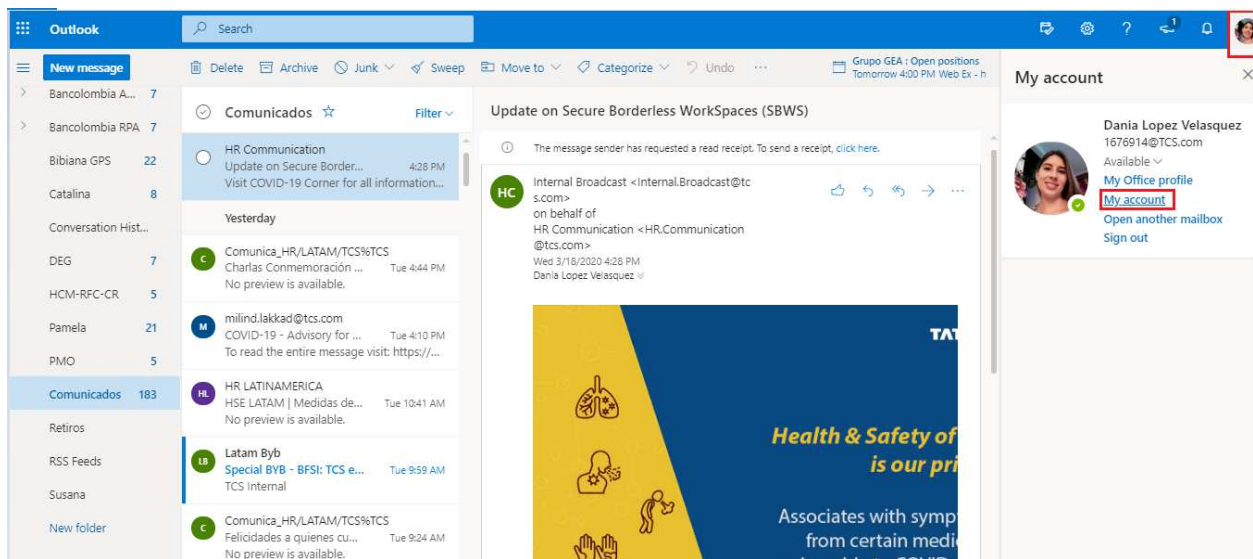 Outlook
Search
1
New message
Delete
Archive
Junk
Sweep
Move to
Categorize
Undo
...
Grupo GEA : Open positions
Tomorrow 4:00 PM Web Ex - h
Bancolombia A... 7
Bancolombia RPA 7
Bibiana GPS 22
Catalina 8
Conversation Hist...
DEG 7
HCM-RFC-CR 5
Pamela 21
PMO 5
Comunicados 183
Retiros
RSS Feeds
Susana
New folder
Comunicados
Filter
HR Communication
Update on Secure Border... 4:28 PM
Visit COVID-19 Corner for all information...
Yesterday
C
Comunica_HR/LATAM/TCS%TCS
Charlas Conmemoración ... Tue 4:44 PM
No preview is available.
M
milind.lakkad@tcs.com
COVID-19 - Advisory for ... Tue 4:10 PM
To read the entire message visit: https://...
HL
HR LATINAMERICA
HSE LATAM | Medidas de... Tue 10:41 AM
No preview is available.
LB
Latam Byb
Special BYB - BFSI: TCS e... Tue 9:59 AM
TCS Internal
C
Comunica_HR/LATAM/TCS%TCS
Felicidades a quienes cu... Tue 9:24 AM
No preview is available.
Update on Secure Borderless WorkSpaces (SBWS)
The message sender has requested a read receipt. To send a receipt, click here.
HC
Internal Broadcast <Internal.Broadcast@tc
s.com>
on behalf of
HR Communication <HR.Communication
@tcs.com>
Wed 3/18/2020 4:28 PM
Dania Lopez Velasquez
TAT
Health & Safety of
is our pri
Associates with symp
from certain medi
My account
Dania Lopez Velasquez
1676914@TCS.com
Available
My Office profile
My account
Open another mailbox
Sign out